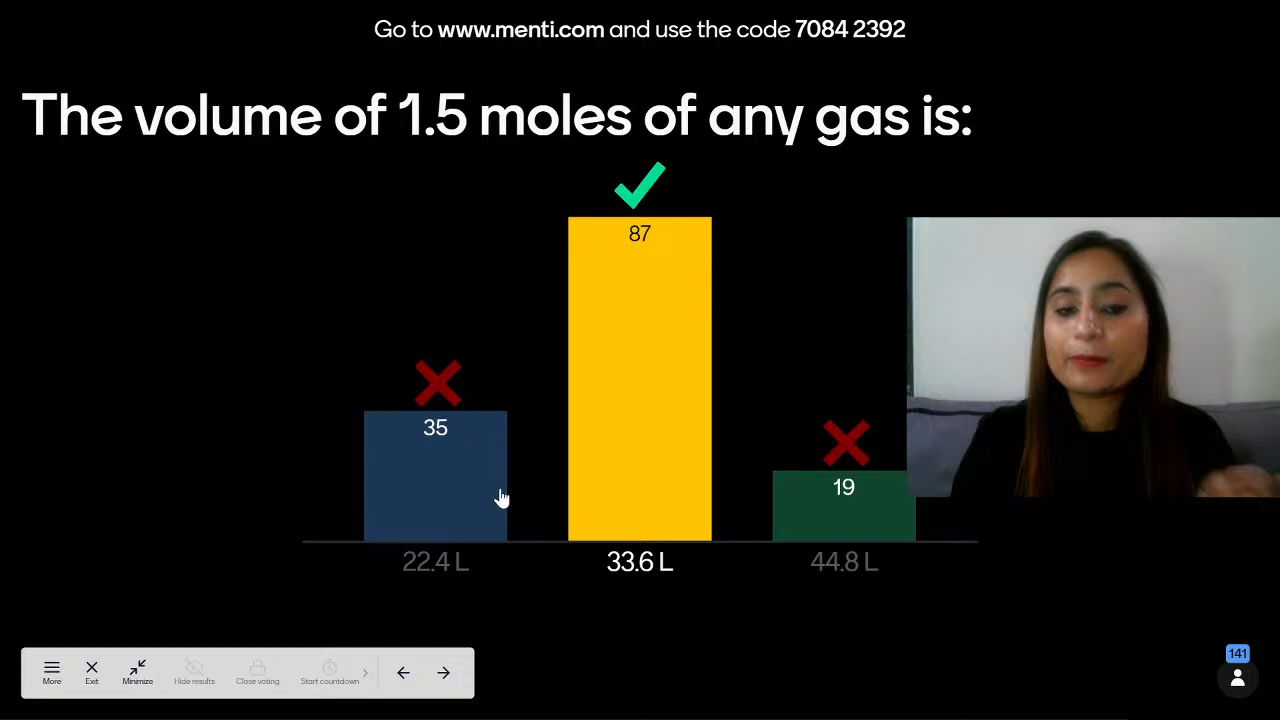 Go to www.menti.com and use the code 7084 2392
The volume of 1.5 moles of any gas is:
87
35
19
22.4 L
33.6 L
44.8 L
More
Exit
Minimize
Hide results
Close voting
Start countdown
141